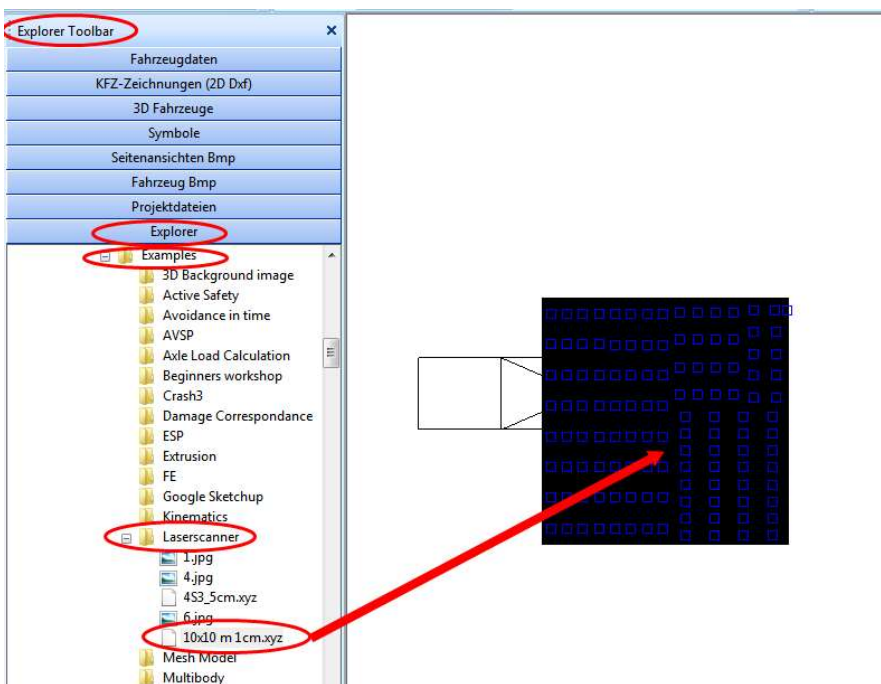 Explorer Toolbar
Fahrzeugdaten
KFZ-Zeichnungen (2D Dxf)
3D Fahrzeuge
Symbole
Seitenansichten Bmp
Fahrzeug Bmp
Projektdateien
Explorer
Examples
3D Background image
Active Safety
Avoidance in time
AVSP
Axle Load Calculation
Beginners workshop
Crash3
Damage Correspondance
ESP
Extrusion
FE
Google Sketchup
Kinematics
Laserscanner
1.jpg
4.jpg
4S3_5cm.xyz
6.jpg
10x10 m 1cm.xyz
Mesh Model
Multibody